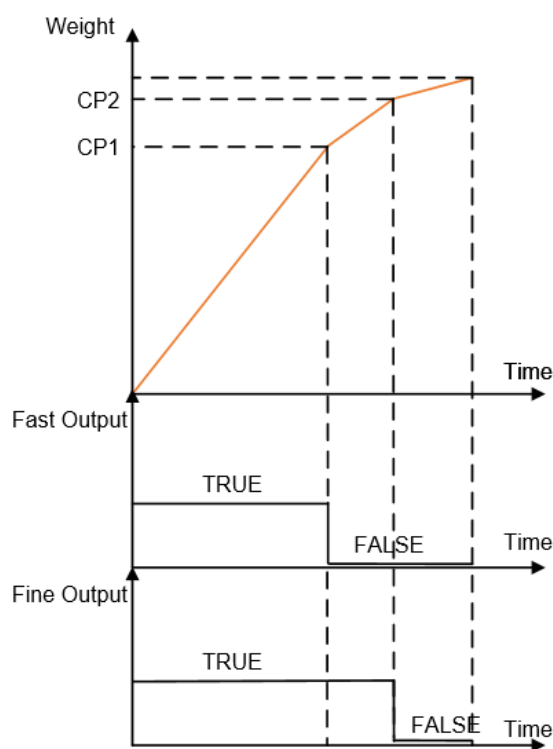 Weight
CP2
CP1
Time
Fast Output
TRUE
FALSE
Time
Fine Output
TRUE
FALSE
Time